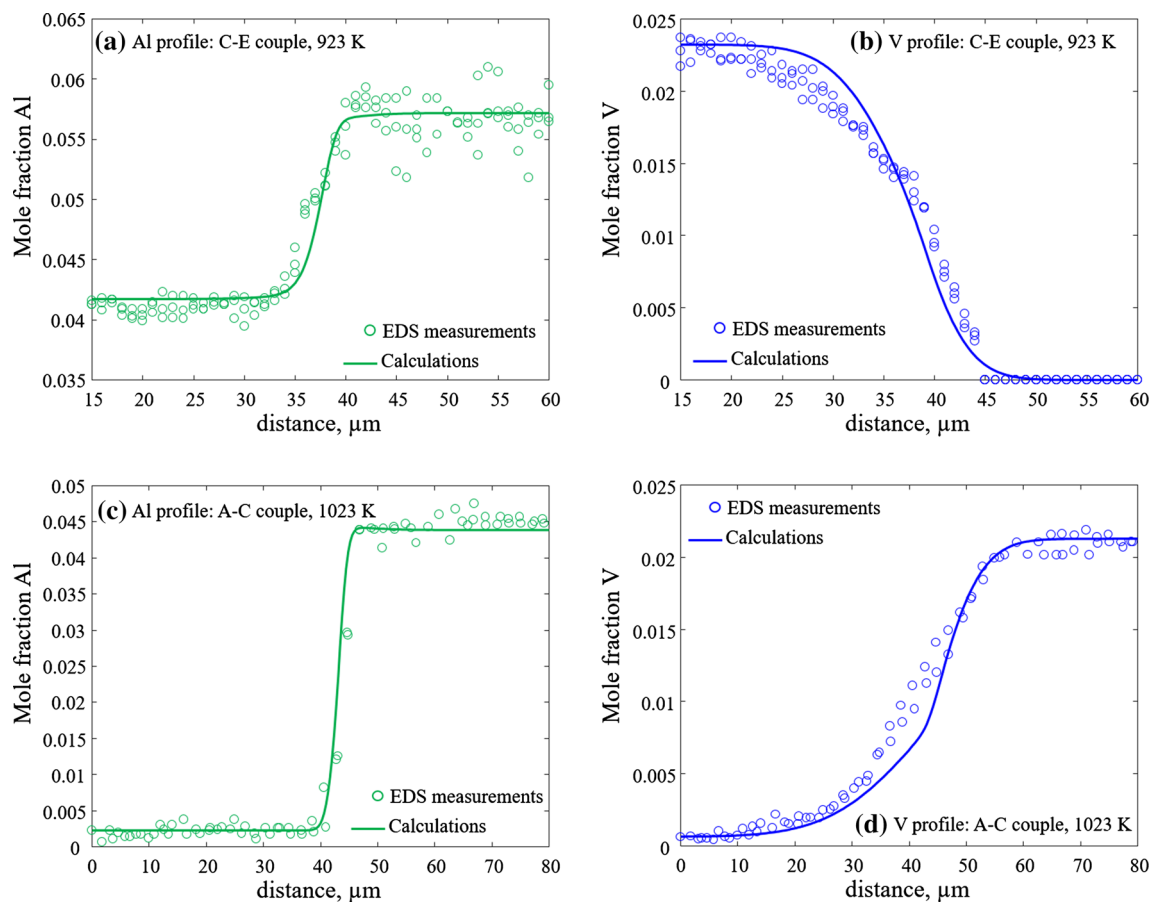 (a) Al profile: C-E couple, 923 K
Mole fraction Al
0.065
0.06
0.055
0.05
0.045
0.04
0.035
EDS measurements
Calculations
15 20 25 30 35 40 45 50 55 60
distance, µm
(b) V profile: C-E couple, 923 K
Mole fraction V
0.025
0.02
0.015
0.01
0.005
0
EDS measurements
Calculations
15 20 25 30 35 40 45 50 55 60
distance, µm
(c) Al profile: A-C couple, 1023 K
Mole fraction Al
0.05
0.045
0.04
0.035
0.03
0.025
0.02
0.015
0.01
0.005
0
EDS measurements
Calculations
0 10 20 30 40 50 60 70 80
distance, µm
EDS measurements
Calculations
Mole fraction V
0.025
0.02
0.015
0.01
0.005
0
(d) V profile: A-C couple, 1023 K
0 10 20 30 40 50 60 70 80
distance, µm